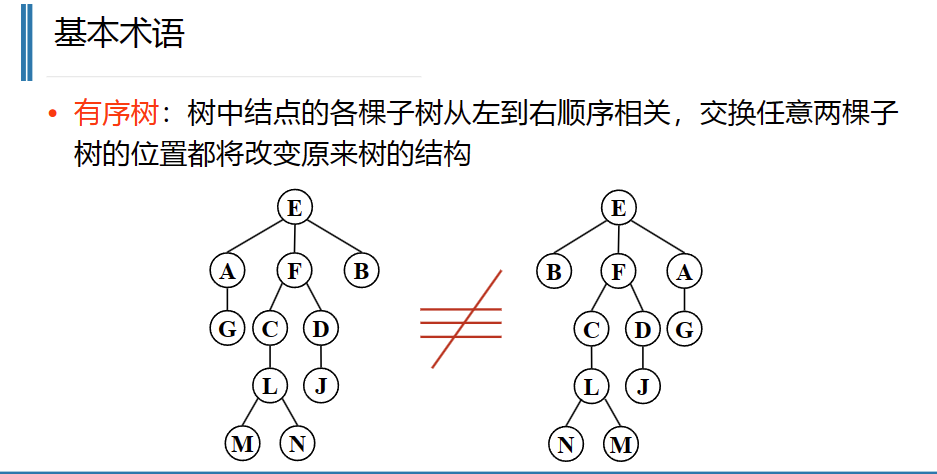 基本术语
• 有序树：树中结点的各棵子树从左到右顺序相关，交换任意两棵子
树的位置都将改变原来树的结构
E E
A F B B F A
G C D C D G
L J L J
M N N M